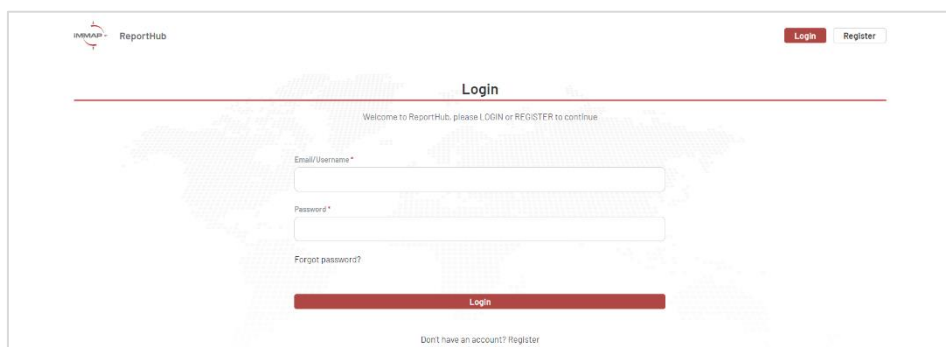 iMMAP ReportHub
Login Register
Login
Welcome to ReportHub, please LOGIN or REGISTER to continue
Email/Username *
Password *
Forgot password?
Login
Don't have an account? Register